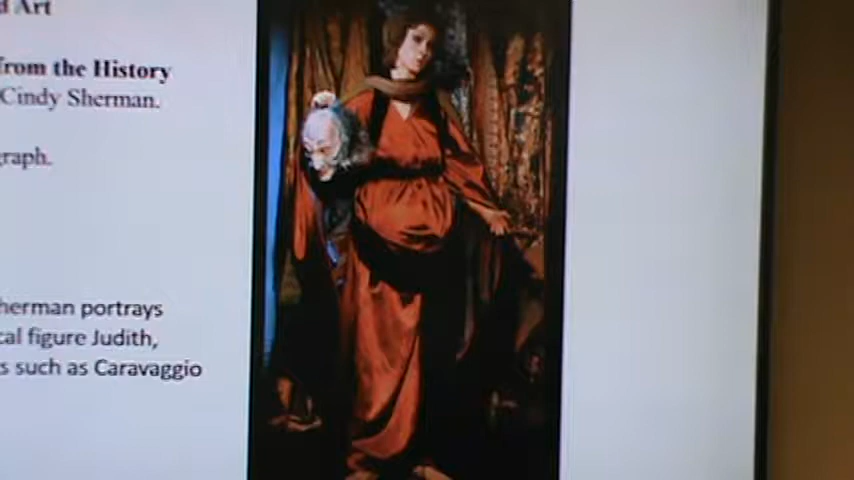 d Art
from the History
Cindy Sherman.
graph.
herman portrays
cal figure Judith,
s such as Caravaggio